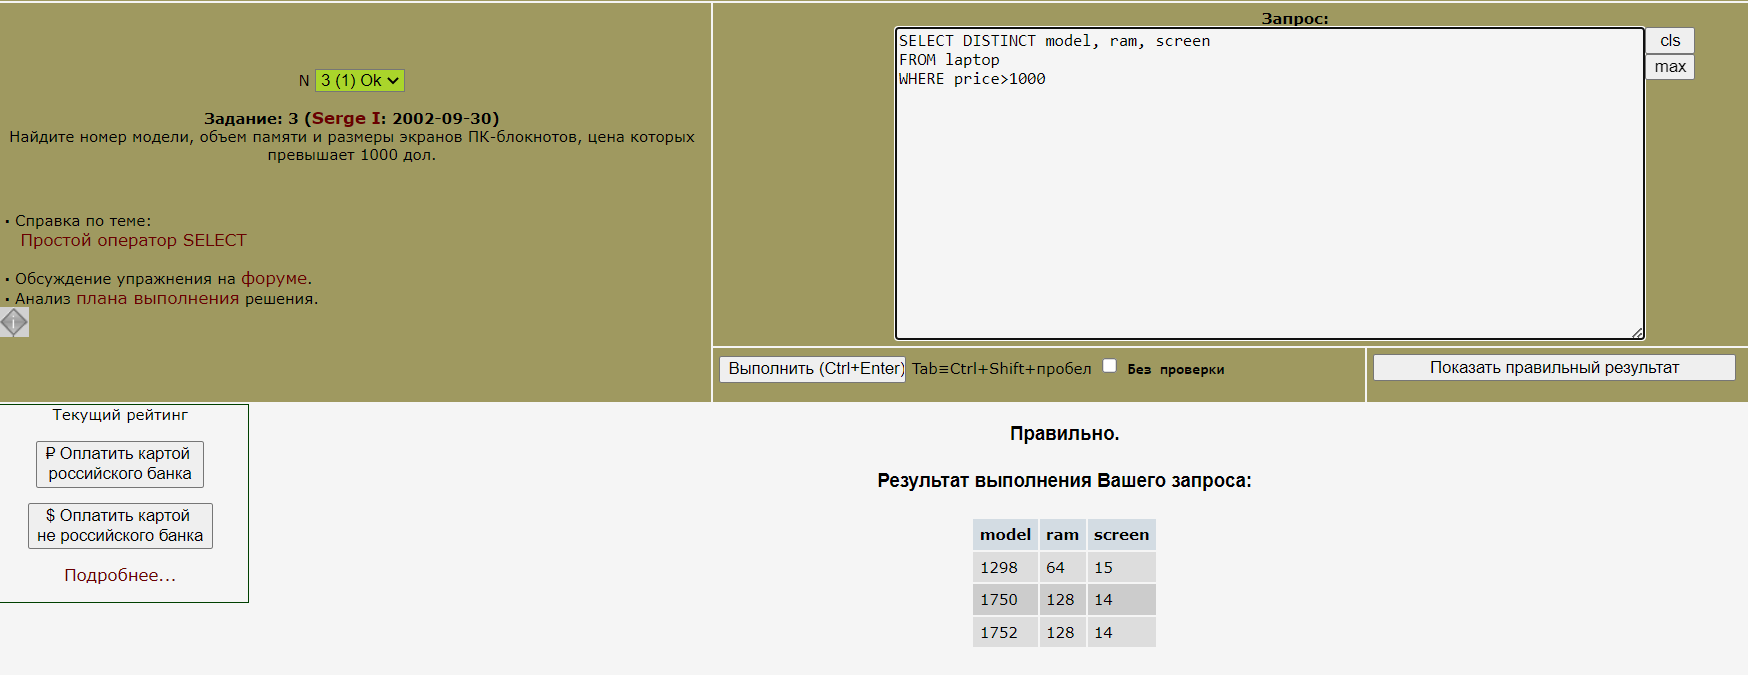 N 3 (1) Ok
Задание: 3 (Serge I: 2002-09-30)
Найдите номер модели, объем памяти и размеры экранов ПК-блокнотов, цена которых
превышает 1000 дол.
• Справка по теме:
Простой оператор SELECT
• Обсуждение упражнения на форуме.
• Анализ плана выполнения решения.
Запрос:
SELECT DISTINCT model, ram, screen
FROM laptop
WHERE price>1000
cls
max
Выполнить (Ctrl+Enter) Tab≡Ctrl+Shift+пробел Без проверки
Показать правильный результат
Текущий рейтинг
₽ Оплатить картой
российского банка
$ Оплатить картой
не российского банка
Подробнее...
Правильно.
Результат выполнения Вашего запроса:
model ram screen
1298 64 15
1750 128 14
1752 128 14